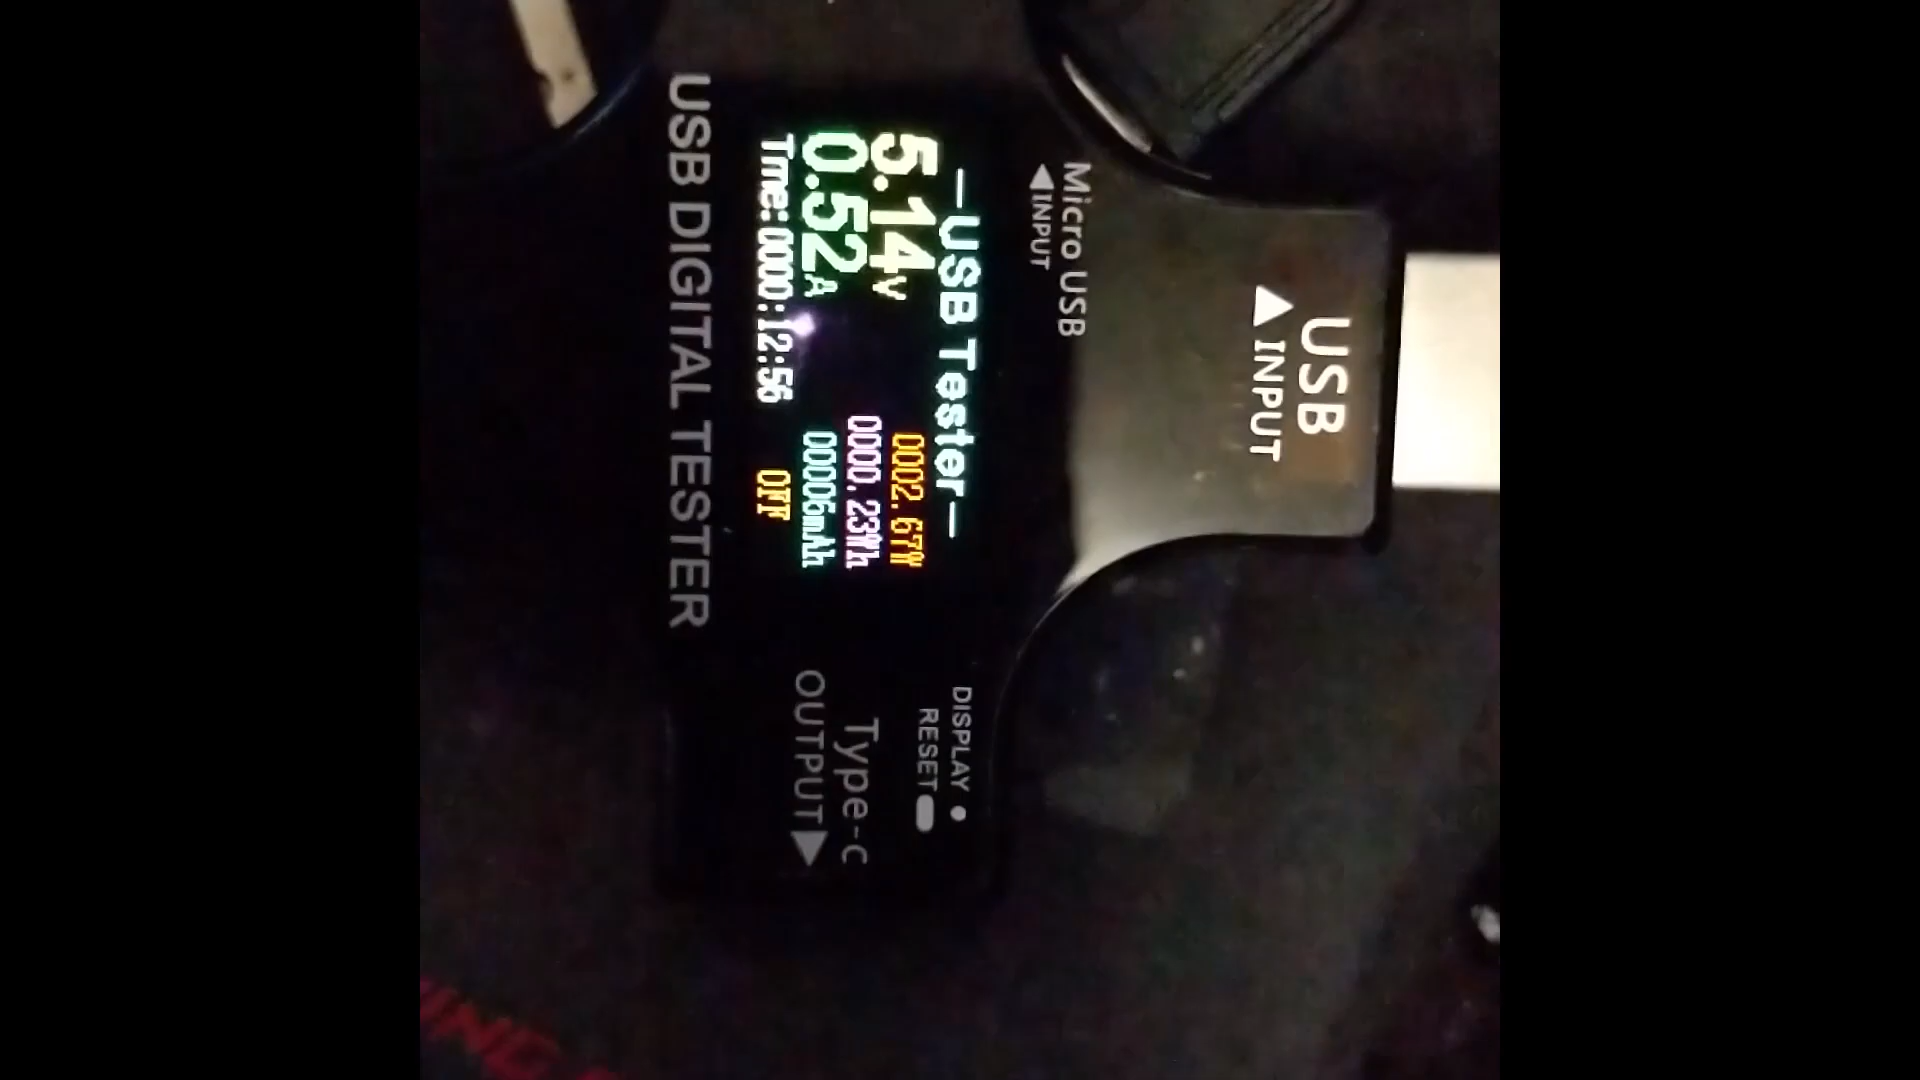 USB
▲ INPUT
Micro USB
◀INPUT
—USB Tester—
5.14V
0002.67W
0.52A
0000.23Wh
00006mAh
Tme:0000:12:56
OFF
USB DIGITAL TESTER
DISPLAY ●
RESET
Type-c
OUTPUT▶